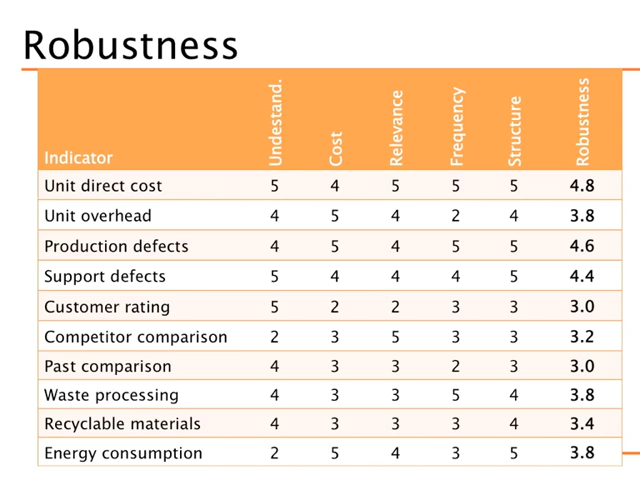 Robustness
Indicator Undestand. Cost Relevance Frequency Structure Robustness
Unit direct cost 5 4 5 5 5 4.8
Unit overhead 4 5 4 2 4 3.8
Production defects 4 5 4 5 5 4.6
Support defects 5 4 4 4 5 4.4
Customer rating 5 2 2 3 3 3.0
Competitor comparison 2 3 5 3 3 3.2
Past comparison 4 3 3 2 3 3.0
Waste processing 4 3 3 5 4 3.8
Recyclable materials 4 3 3 3 4 3.4
Energy consumption 2 5 4 3 5 3.8